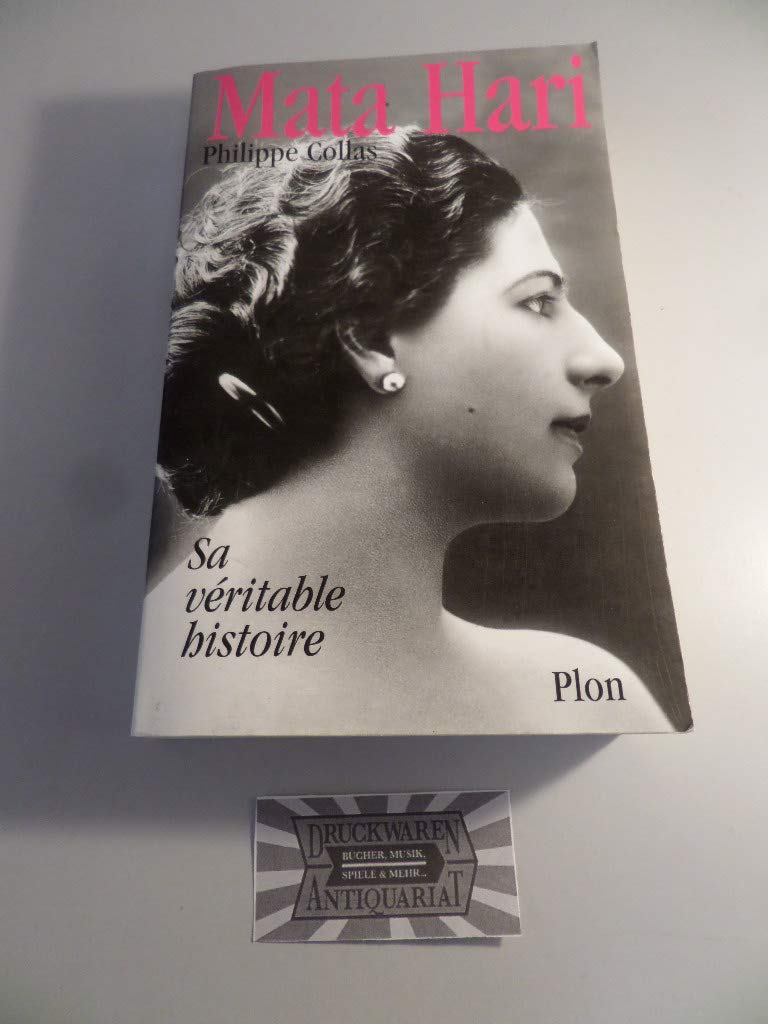 Mata Hari
Philippe Collas
Sa
véritable
histoire
Plon
DRUCKWAREN
BÜCHER, MUSIK,
SPIELE & MEHR...
ANTIQUARIAT